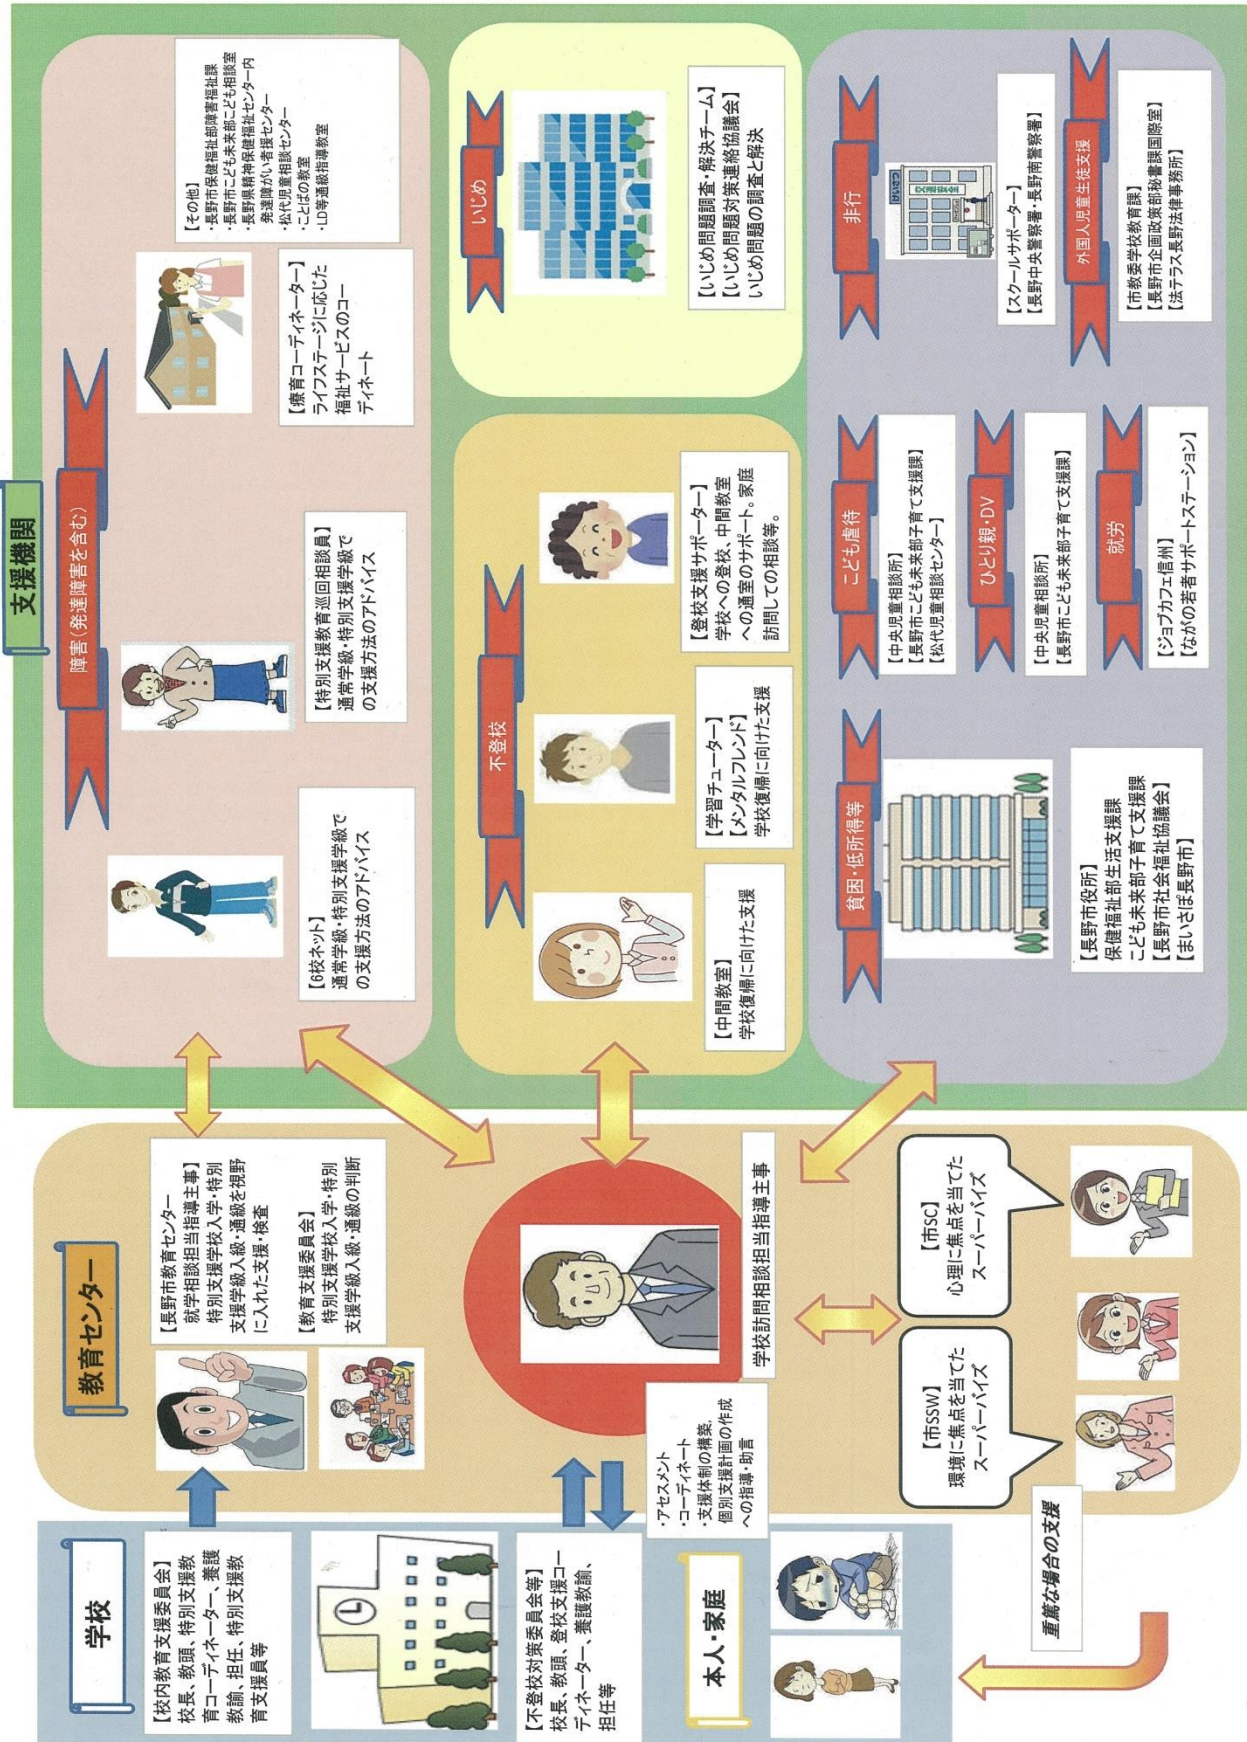 学校
【校内教育支援委員会】
校長、教頭、特別支援教
育コーディネーター、養護
教諭、担任、特別支援教
育支援員等
【不登校対策委員会等】
校長、教頭、登校支援コー
ディネーター、養護教諭、
担任等
本人・家庭
重篤な場合の支援
教育センター
【長野市教育センター
就学相談担当指導主事】
特別支援学校入学・特別
支援学級入級・通級を視野
に入れた支援・検査
【教育支援委員会】
特別支援学校入学・特別
支援学級入級・通級の判断
・アセスメント
・コーディネート
・支援体制の構築、
個別支援計画の作成
への指導・助言
学校訪問相談担当指導主事
【市SSW】
環境に焦点を当てた
スーパーバイズ
【市SC】
心理に焦点を当てた
スーパーバイズ
支援機関
障害(発達障害を含む)
【6校ネット】
通常学級・特別支援学級で
の支援方法のアドバイス
【特別支援教育巡回相談員】
通常学級・特別支援学級で
の支援方法のアドバイス
【療育コーディネーター】
ライフステージに応じた
福祉サービスのコー
ディネート
【その他】
・長野市保健福祉部障害福祉課
・長野市こども未来部こども相談室
・長野県精神保健福祉センター内
発達障がい者支援センター
・松代児童相談センター
・ことばの教室
・LD等通級指導教室
不登校
【中間教室】
学校復帰に向けた支援
【学習チューター】
【メンタルフレンド】
学校復帰に向けた支援
【登校支援サポーター】
学校への登校、中間教室
への通室のサポート。家庭
訪問しての相談等。
いじめ
【いじめ問題調査・解決チーム】
【いじめ問題対策連絡協議会】
いじめ問題の調査と解決
貧困・低所得等
【長野市役所】
保健福祉部生活支援課
こども未来部子育て支援課
【長野市社会福祉協議会】
【まいさぽ長野市】
こども虐待
【中央児童相談所】
【長野市こども未来部子育て支援課】
【松代児童相談センター】
ひとり親・DV
【中央児童相談所】
【長野市こども未来部子育て支援課】
就労
【ジョブカフェ信州】
【ながの若者サポートステーション】
非行
けいさつ
【スクールサポーター】
【長野中央警察署・長野南警察署】
外国人児童生徒支援
【市教委学校教育課】
【長野市企画政策部秘書課国際室】
【法テラス長野法律事務所】